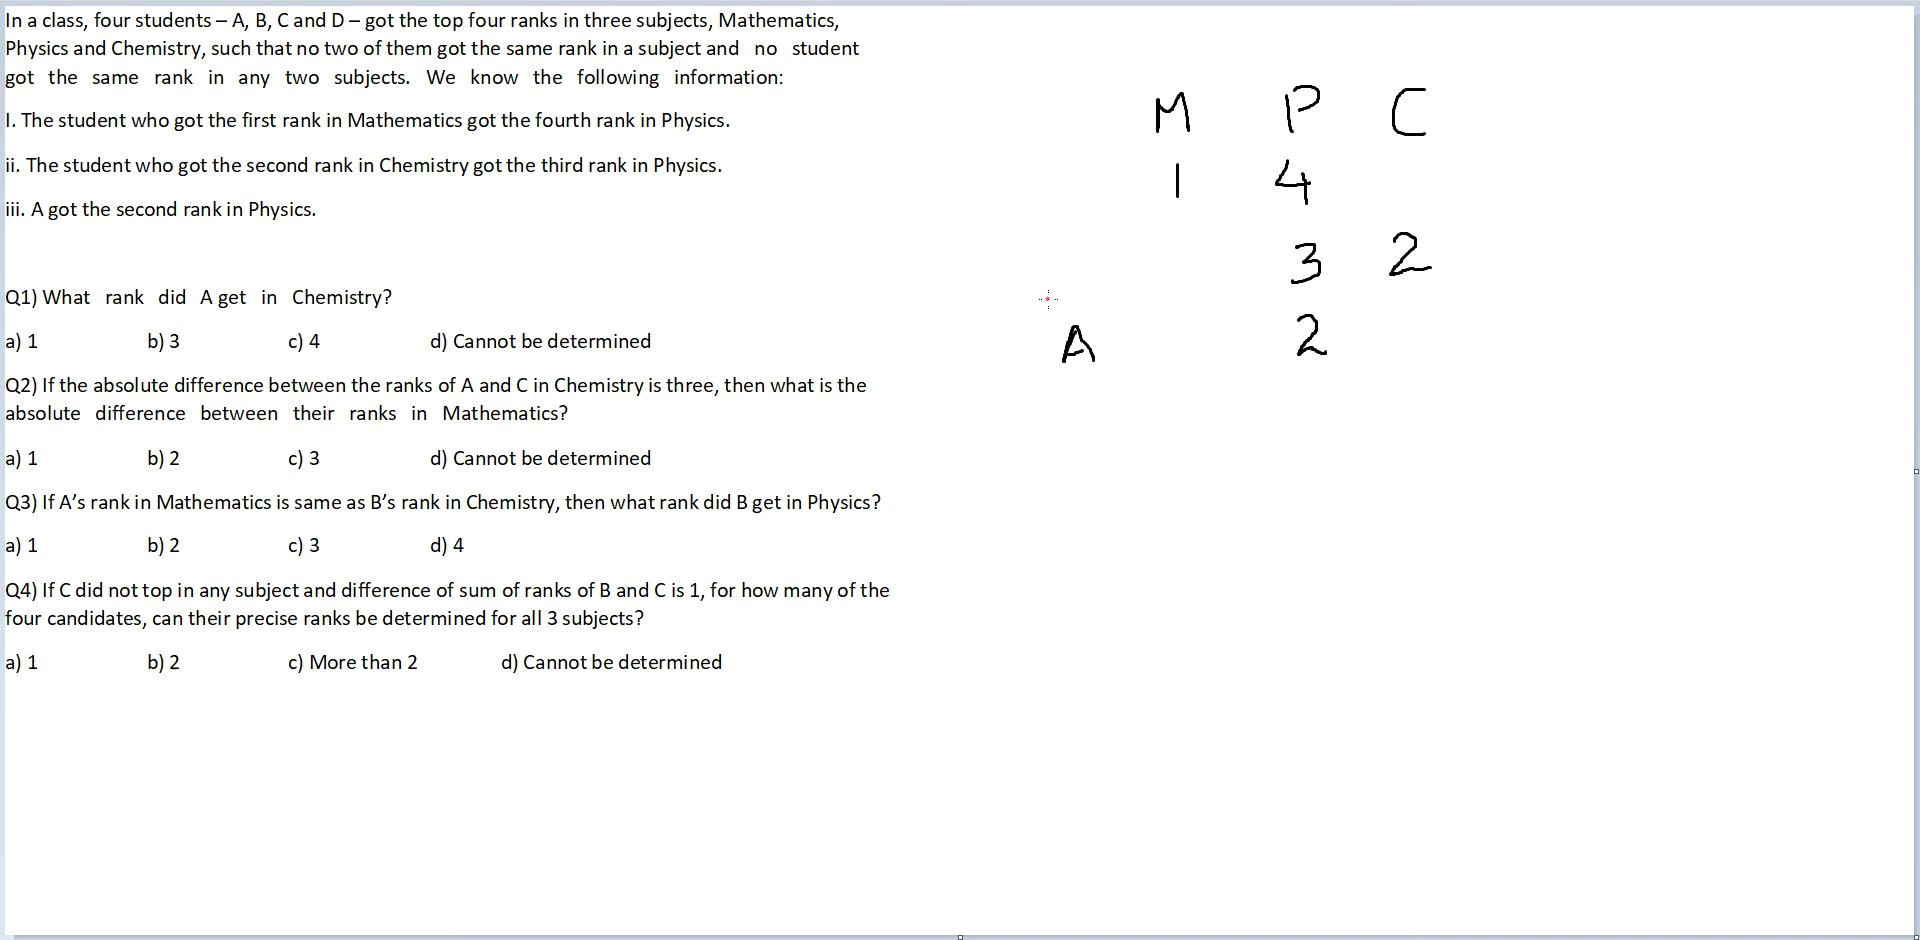 In a class, four students – A, B, C and D – got the top four ranks in three subjects, Mathematics,
Physics and Chemistry, such that no two of them got the same rank in a subject and no student
got the same rank in any two subjects. We know the following information:
I. The student who got the first rank in Mathematics got the fourth rank in Physics.
ii. The student who got the second rank in Chemistry got the third rank in Physics.
iii. A got the second rank in Physics.
Q1) What rank did A get in Chemistry?
a) 1 b) 3 c) 4 d) Cannot be determined
Q2) If the absolute difference between the ranks of A and C in Chemistry is three, then what is the
absolute difference between their ranks in Mathematics?
a) 1 b) 2 c) 3 d) Cannot be determined
Q3) If A’s rank in Mathematics is same as B’s rank in Chemistry, then what rank did B get in Physics?
a) 1 b) 2 c) 3 d) 4
Q4) If C did not top in any subject and difference of sum of ranks of B and C is 1, for how many of the
four candidates, can their precise ranks be determined for all 3 subjects?
a) 1 b) 2 c) More than 2 d) Cannot be determined
M P C
1 4
3 2
A 2